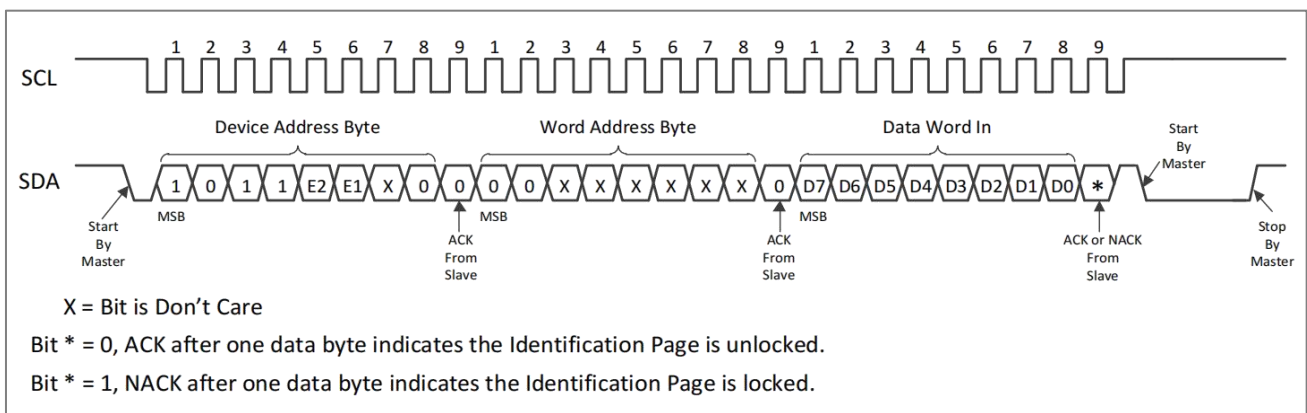 1 2 3 4 5 6 7 8 9 1 2 3 4 5 6 7 8 9 1 2 3 4 5 6 7 8 9
SCL
Device Address Byte Word Address Byte Data Word In
Start
By
Master
SDA
1 0 1 1 E2 E1 X 0 0 0 0 X X X X X X 0 D7 D6 D5 D4 D3 D2 D1 D0 *
MSB MSB MSB
Start
By
Master
ACK
From
Slave
ACK
From
Slave
ACK or NACK
From
Slave
Stop
By
Master
X = Bit is Don’t Care
Bit * = 0, ACK after one data byte indicates the Identification Page is unlocked.
Bit * = 1, NACK after one data byte indicates the Identification Page is locked.